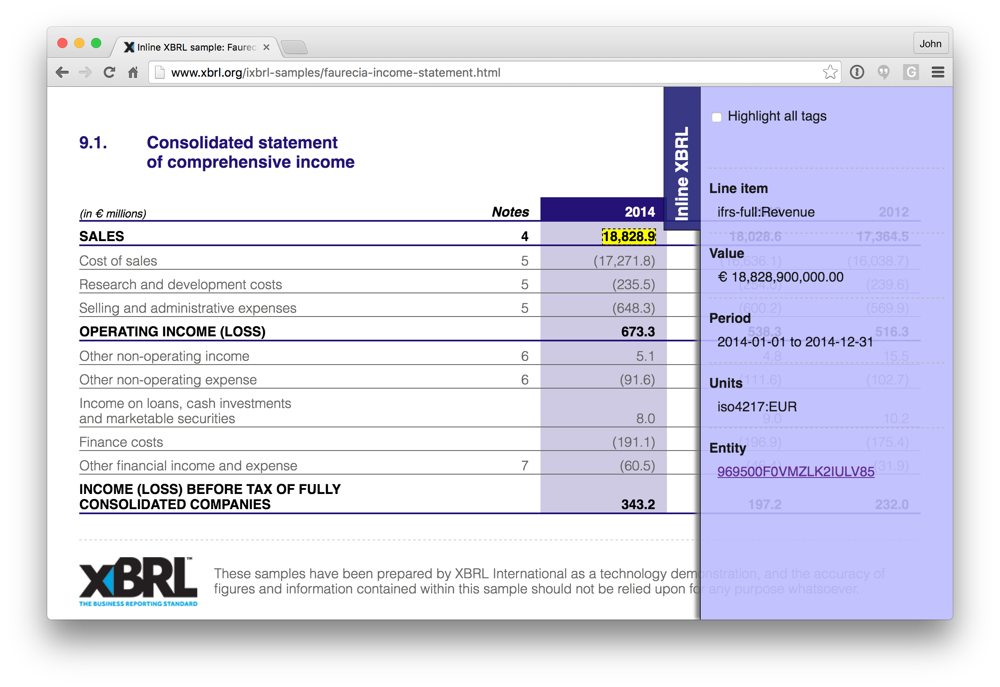 Inline XBRL sample: Faureci
John
www.xbrl.org/ixbrl-samples/faurecia-income-statement.html
9.1. Consolidated statement
of comprehensive income
(in € millions) Notes 2014 2012
SALES 4 18,828.9 18,028.6 17,364.5
Cost of sales 5 (17,271.8) (16,636.1) (16,038.7)
Research and development costs 5 (235.5) (254.0) (239.6)
Selling and administrative expenses 5 (648.3) (600.2) (569.9)
OPERATING INCOME (LOSS) 673.3 538.3 516.3
Other non-operating income 6 5.1 4.8 15.5
Other non-operating expense 6 (91.6) (111.6) (102.7)
Income on loans, cash investments
and marketable securities 8.0 9.0 10.2
Finance costs (191.1) (196.9) (175.4)
Other financial income and expense 7 (60.5) (46.4) (31.9)
INCOME (LOSS) BEFORE TAX OF FULLY
CONSOLIDATED COMPANIES 343.2 197.2 232.0
Inline XBRL
Highlight all tags
Line item
ifrs-full:Revenue
Value
€ 18,828,900,000.00
Period
2014-01-01 to 2014-12-31
Units
iso4217:EUR
Entity
969500F0VMZLK2IULV85
XBRL™
THE BUSINESS REPORTING STANDARD
These samples have been prepared by XBRL International as a technology demonstration, and the accuracy of
figures and information contained within this sample should not be relied upon for any purpose whatsoever.